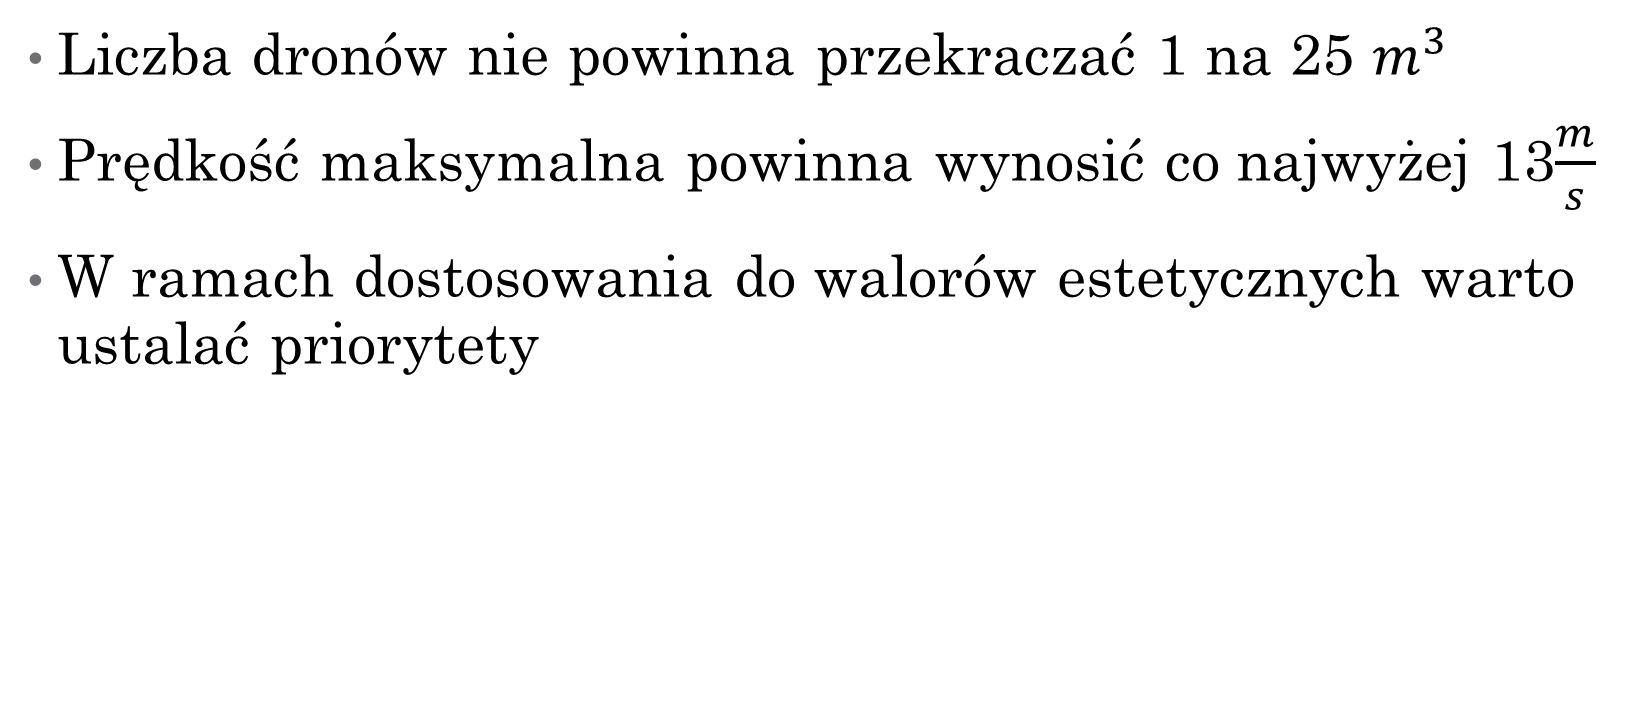 • Liczba dronów nie powinna przekraczać 1 na 25 m³
• Prędkość maksymalna powinna wynosić co najwyżej 13 m/s
• W ramach dostosowania do walorów estetycznych warto
ustalać priorytety